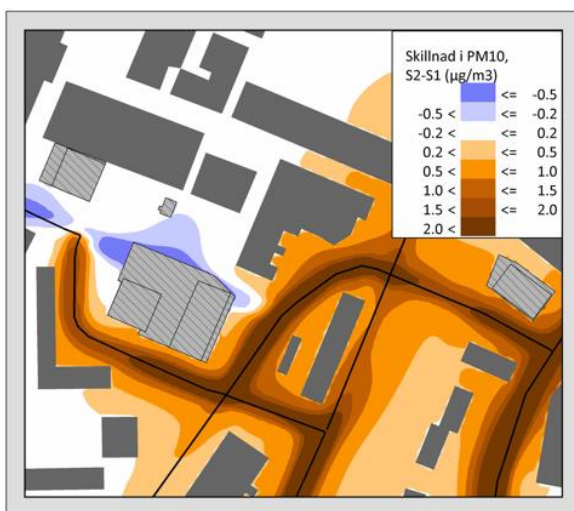 Skillnad i PM10,
S2-S1 (µg/m3)
<= -0.5
-0.5 < <= -0.2
-0.2 < <= 0.2
0.2 < <= 0.5
0.5 < <= 1.0
1.0 < <= 1.5
1.5 < <= 2.0
2.0 <